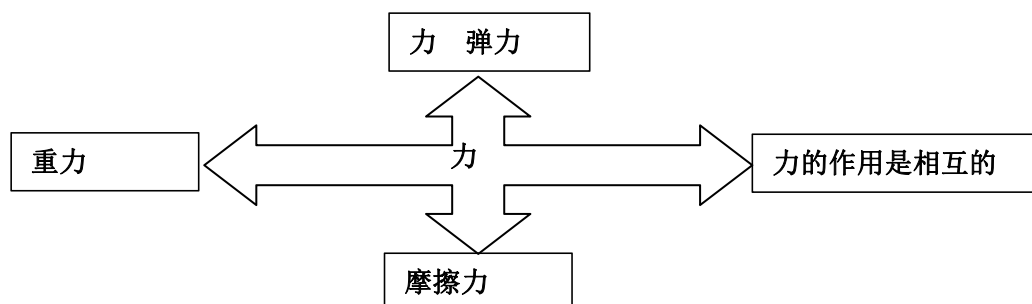 力 弹力
重力
力
力的作用是相互的
摩擦力